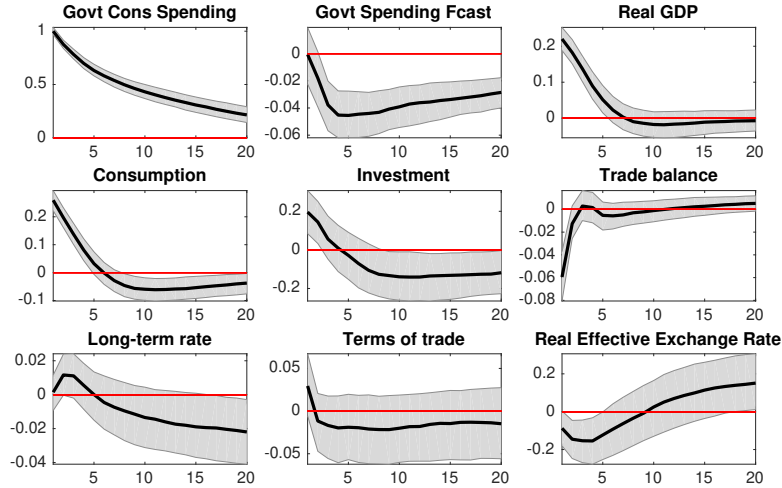 Govt Cons Spending
1
0.5
0
5 10 15 20
Govt Spending Fcast
0
-0.02
-0.04
-0.06
5 10 15 20
Real GDP
0.2
0.1
0
5 10 15 20
Consumption
0.2
0.1
0
-0.1
5 10 15 20
Investment
0.2
0
-0.2
5 10 15 20
Trade balance
0
-0.02
-0.04
-0.06
-0.08
5 10 15 20
Long-term rate
0.02
0
-0.02
-0.04
5 10 15 20
Terms of trade
0.05
0
-0.05
5 10 15 20
Real Effective Exchange Rate
0.2
0
-0.2
5 10 15 20